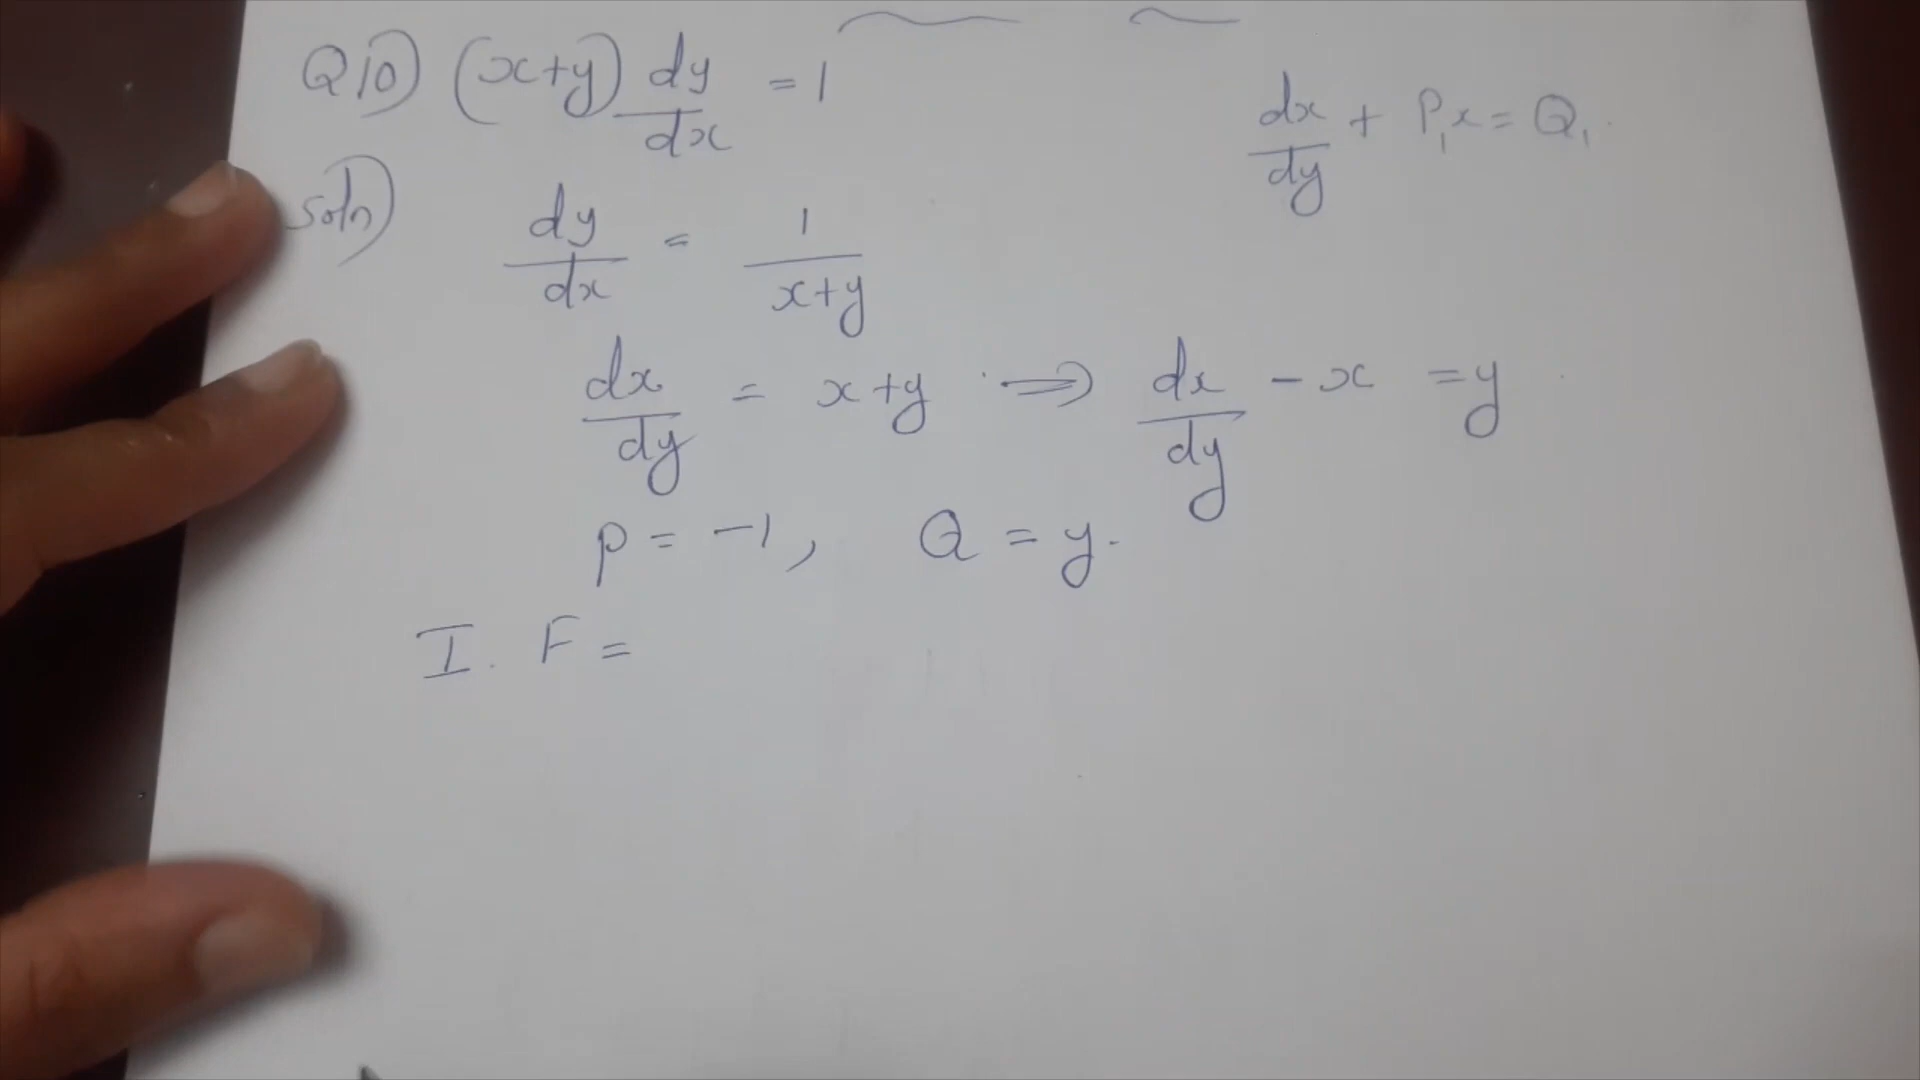 Q10) (x+y) dy/dx = 1
dx/dy + P₁x = Q₁.
Soln) dy/dx = 1/(x+y)
dx/dy = x+y ⇒ dx/dy - x = y
P = -1, Q = y.
I. F =